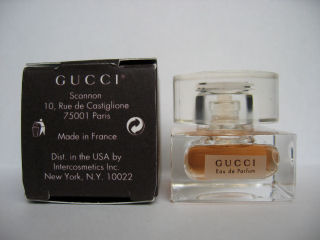 GUCCI
Scannon
10, Rue de Castiglione
75001 Paris
Made in France
Dist. in the USA by
Intercosmetics Inc.
New York, N.Y. 10022
GUCCI
Eau de Parfum